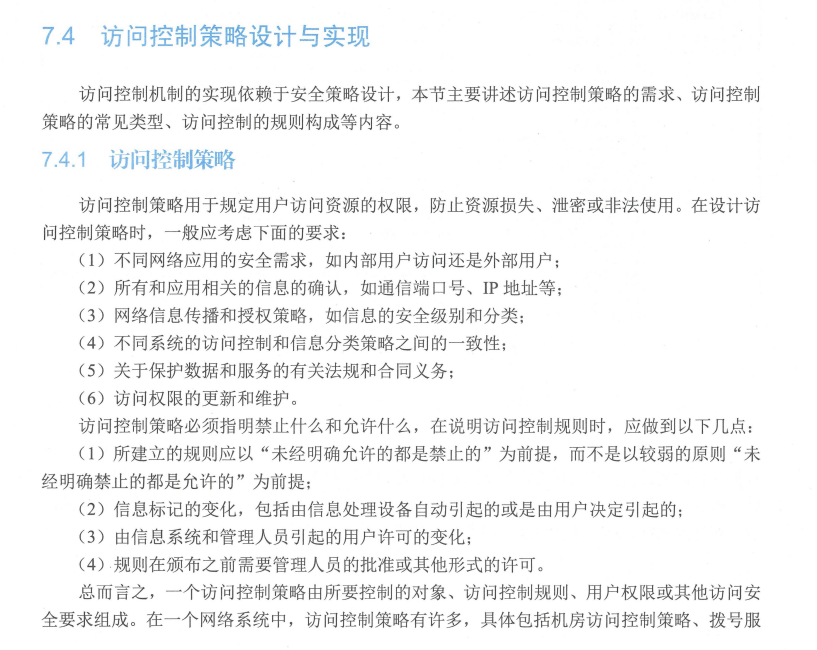 7.4 访问控制策略设计与实现
访问控制机制的实现依赖于安全策略设计，本节主要讲述访问控制策略的需求、访问控制
策略的常见类型、访问控制的规则构成等内容。
7.4.1 访问控制策略
访问控制策略用于规定用户访问资源的权限，防止资源损失、泄密或非法使用。在设计访
问控制策略时，一般应考虑下面的要求：
（1）不同网络应用的安全需求，如内部用户访问还是外部用户；
（2）所有和应用相关的信息的确认，如通信端口号、IP 地址等；
（3）网络信息传播和授权策略，如信息的安全级别和分类；
（4）不同系统的访问控制和信息分类策略之间的一致性；
（5）关于保护数据和服务的有关法规和合同义务；
（6）访问权限的更新和维护。
访问控制策略必须指明禁止什么和允许什么，在说明访问控制规则时，应做到以下几点：
（1）所建立的规则应以“未经明确允许的都是禁止的”为前提，而不是以较弱的原则“未
经明确禁止的都是允许的”为前提；
（2）信息标记的变化，包括由信息处理设备自动引起的或是由用户决定引起的；
（3）由信息系统和管理人员引起的用户许可的变化；
（4）规则在颁布之前需要管理人员的批准或其他形式的许可。
总而言之，一个访问控制策略由所要控制的对象、访问控制规则、用户权限或其他访问安
全要求组成。在一个网络系统中，访问控制策略有许多，具体包括机房访问控制策略、拨号服